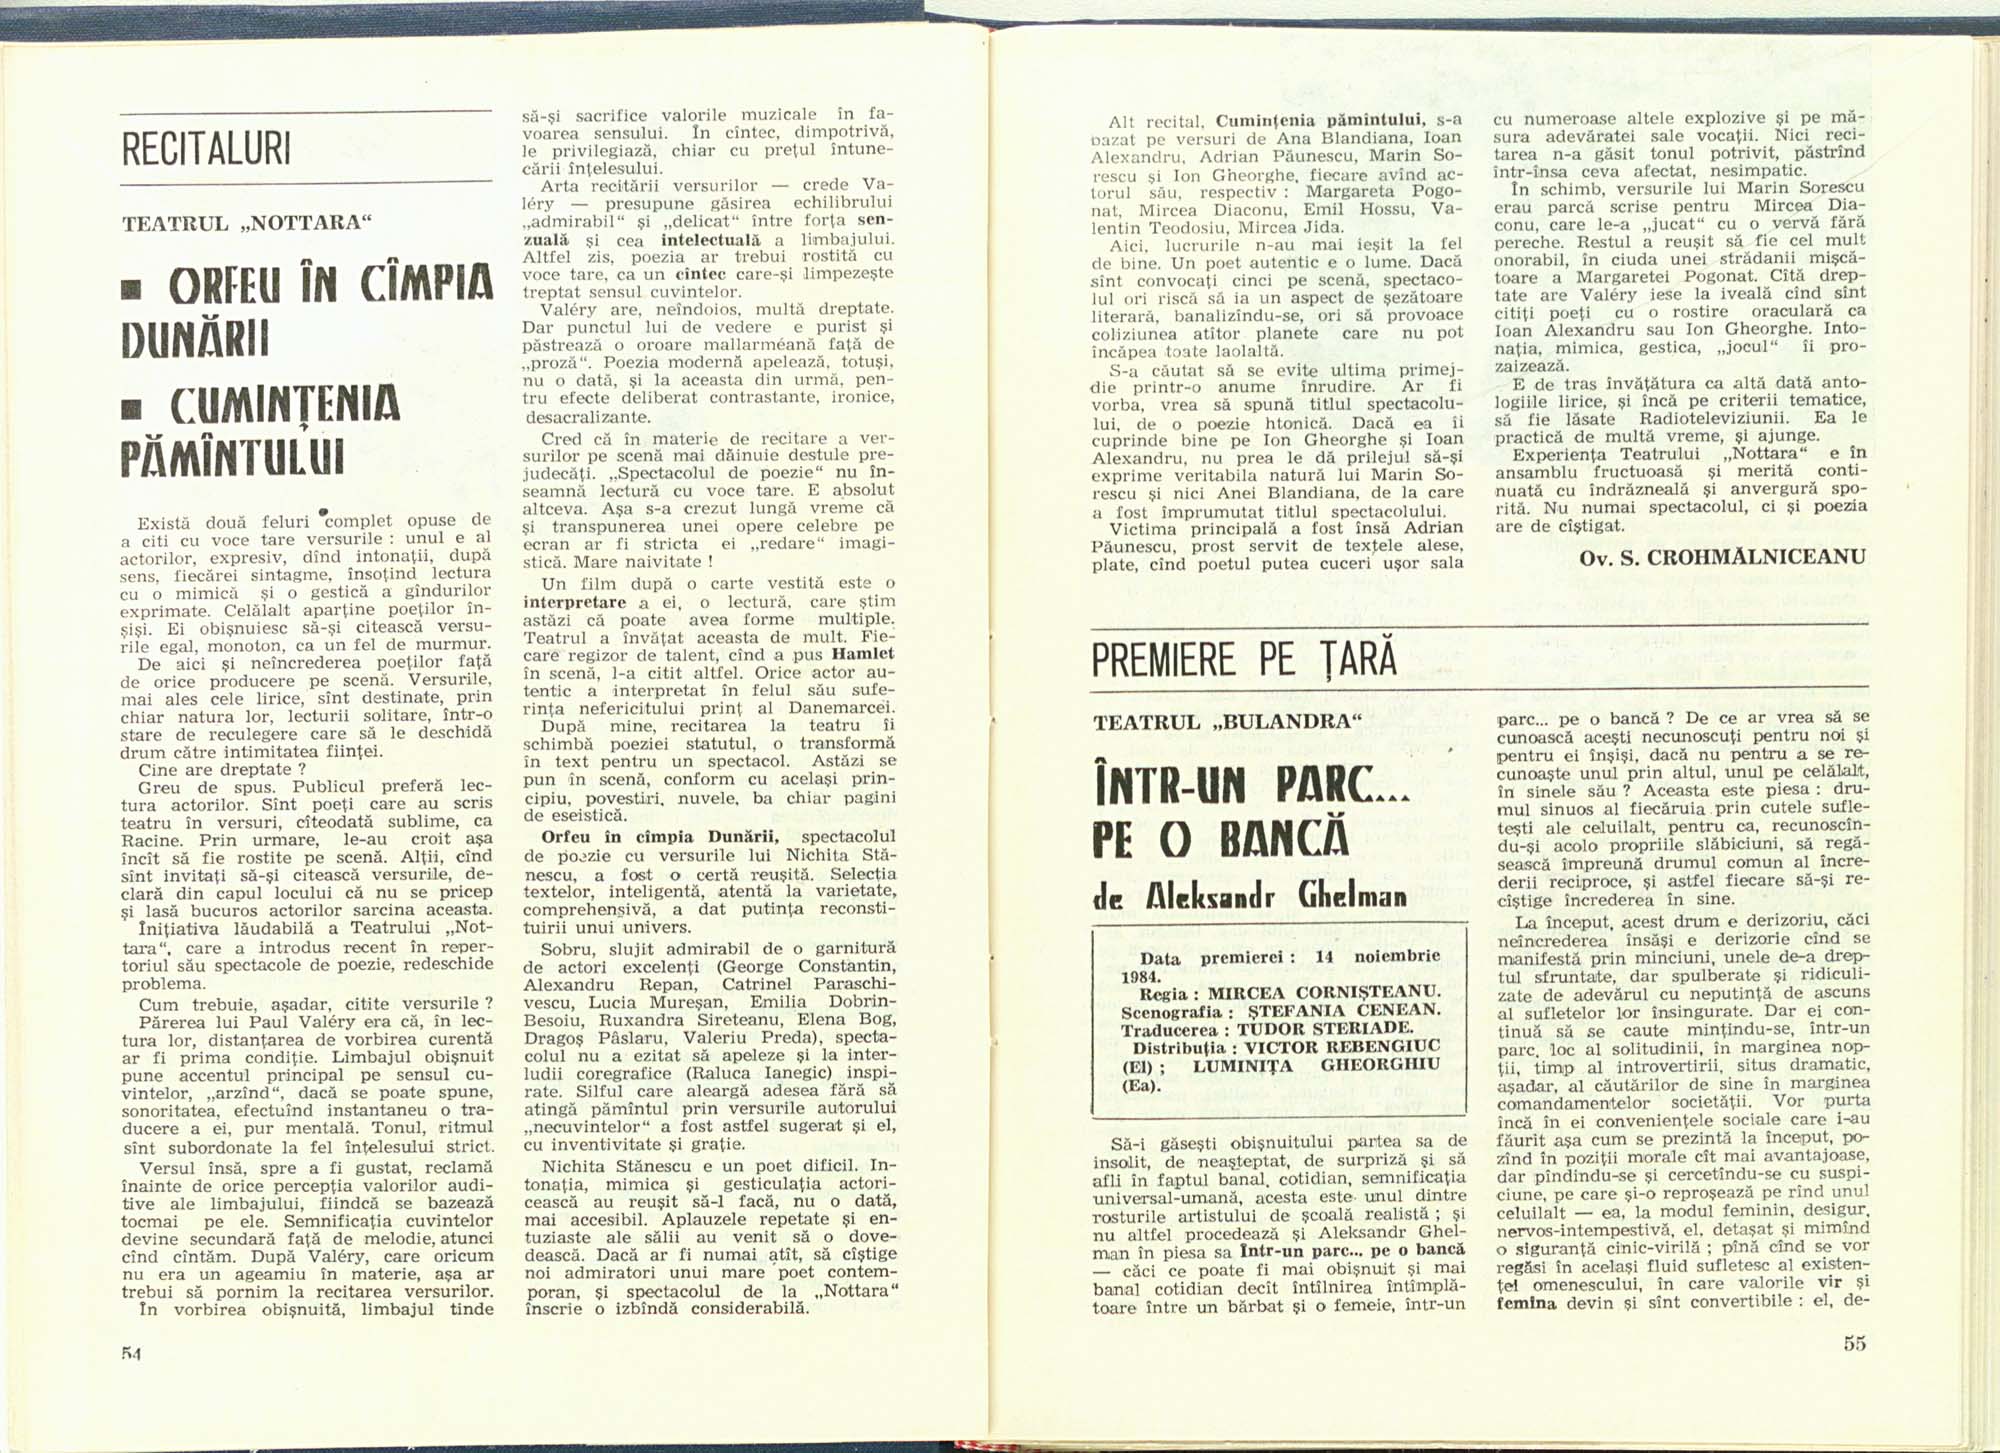 RECITALURI
TEATRUL „NOTTARA“
■ ORFEU ÎN CÎMPIA
DUNĂRII
■ CUMINȚENIA
PĂMÎNTULUI
Există două feluri complet opuse de
a citi cu voce tare versurile : unul e al
actorilor, expresiv, dînd intonații, după
sens, fiecărei sintagme, însoțind lectura
cu o mimică și o gestică a gîndurilor
exprimate. Celălalt aparține poeților în-
șiși. Ei obișnuiesc să-și citească versu-
rile egal, monoton, ca un fel de murmur.
De aici și neîncrederea poeților față
de orice producere pe scenă. Versurile,
mai ales cele lirice, sînt destinate, prin
chiar natura lor, lecturii solitare, într-o
stare de reculegere care să le deschidă
drum către intimitatea ființei.
Cine are dreptate ?
Greu de spus. Publicul preferă lec-
tura actorilor. Sînt poeți care au scris
teatru în versuri, cîteodată sublime, ca
Racine. Prin urmare, le-au croit așa
încît să fie rostite pe scenă. Alții, cînd
sînt invitați să-și citească versurile, de-
clară din capul locului că nu se pricep
și lasă bucuros actorilor sarcina aceasta.
Inițiativa lăudabilă a Teatrului „Not-
tara“, care a introdus recent în reper-
toriul său spectacole de poezie, redeschide
problema.
Cum trebuie, așadar, citite versurile ?
Părerea lui Paul Valéry era că, în lec-
tura lor, distanțarea de vorbirea curentă
ar fi prima condiție. Limbajul obișnuit
pune accentul principal pe sensul cu-
vintelor, „arzînd“, dacă se poate spune,
sonoritatea, efectuînd instantaneu o tra-
ducere a ei, pur mentală. Tonul, ritmul
sînt subordonate la fel înțelesului strict.
Versul însă, spre a fi gustat, reclamă
înainte de orice percepția valorilor audi-
tive ale limbajului, fiindcă se bazează
tocmai pe ele. Semnificația cuvintelor
devine secundară față de melodie, atunci
cînd cîntăm. După Valéry, care oricum
nu era un ageamiu în materie, așa ar
trebui să pornim la recitarea versurilor.
În vorbirea obișnuită, limbajul tinde
54
să-și sacrifice valorile muzicale în fa-
voarea sensului. În cîntec, dimpotrivă,
le privilegiază, chiar cu prețul întune-
cării înțelesului.
Arta recitării versurilor — crede Va-
léry — presupune găsirea echilibrului
„admirabil“ și „delicat“ între forța sen-
zuală și cea intelectuală a limbajului.
Altfel zis, poezia ar trebui rostită cu
voce tare, ca un cîntec care-și limpezește
treptat sensul cuvintelor.
Valéry are, neîndoios, multă dreptate.
Dar punctul lui de vedere e purist și
păstrează o oroare mallarméană față de
„proză“. Poezia modernă apelează, totuși,
nu o dată, și la aceasta din urmă, pen-
tru efecte deliberat contrastante, ironice,
desacralizante.
Cred că în materie de recitare a ver-
surilor pe scenă mai dăinuie destule pre-
judecăți. „Spectacolul de poezie“ nu în-
seamnă lectură cu voce tare. E absolut
altceva. Așa s-a crezut lungă vreme că
și transpunerea unei opere celebre pe
ecran ar fi stricta ei „redare“ imagi-
stică. Mare naivitate !
Un film după o carte vestită este o
interpretare a ei, o lectură, care știm
astăzi că poate avea forme multiple.
Teatrul a învățat aceasta de mult. Fie-
care regizor de talent, cînd a pus Hamlet
în scenă, l-a citit altfel. Orice actor au-
tentic a interpretat în felul său sufe-
rința nefericitului prinț al Danemarcei.
După mine, recitarea la teatru îi
schimbă poeziei statutul, o transformă
în text pentru un spectacol. Astăzi se
pun în scenă, conform cu același prin-
cipiu, povestiri, nuvele, ba chiar pagini
de eseistică.
Orfeu în cîmpia Dunării, spectacolul
de poezie cu versurile lui Nichita Stă-
nescu, a fost o certă reușită. Selecția
textelor, inteligentă, atentă la varietate,
comprehensivă, a dat putința reconsti-
tuirii unui univers.
Sobru, slujit admirabil de o garnitură
de actori excelenți (George Constantin,
Alexandru Repan, Catrinel Paraschi-
vescu, Lucia Mureșan, Emilia Dobrin-
Besoiu, Ruxandra Sireteanu, Elena Bog,
Dragoș Pâslaru, Valeriu Preda), specta-
colul nu a ezitat să apeleze și la inter-
ludii coregrafice (Raluca Ianegic) inspi-
rate. Silful care aleargă adesea fără să
atingă pămîntul prin versurile autorului
„necuvintelor“ a fost astfel sugerat și el,
cu inventivitate și grație.
Nichita Stănescu e un poet dificil. In-
tonația, mimica și gesticulația actori-
cească au reușit să-l facă, nu o dată,
mai accesibil. Aplauzele repetate și en-
tuziaste ale sălii au venit să o dove-
dească. Dacă ar fi numai atît, să cîștige
noi admiratori unui mare poet contem-
poran, și spectacolul de la „Nottara“
înscrie o izbîndă considerabilă.
Alt recital, Cumințenia pămîntului, s-a
bazat pe versuri de Ana Blandiana, Ioan
Alexandru, Adrian Păunescu, Marin So-
rescu și Ion Gheorghe, fiecare avînd ac-
torul său, respectiv : Margareta Pogo-
nat, Mircea Diaconu, Emil Hossu, Va-
lentin Teodosiu, Mircea Jida.
Aici, lucrurile n-au mai ieșit la fel
de bine. Un poet autentic e o lume. Dacă
sînt convocați cinci pe scenă, spectaco-
lul ori riscă să ia un aspect de șezătoare
literară, banalizîndu-se, ori să provoace
coliziunea atîtor planete care nu pot
încăpea toate laolaltă.
S-a căutat să se evite ultima primej-
die printr-o anume înrudire. Ar fi
vorba, vrea să spună titlul spectacolu-
lui, de o poezie htonică. Dacă ea îi
cuprinde bine pe Ion Gheorghe și Ioan
Alexandru, nu prea le dă prilejul să-și
exprime veritabila natură lui Marin So-
rescu și nici Anei Blandiana, de la care
a fost împrumutat titlul spectacolului.
Victima principală a fost însă Adrian
Păunescu, prost servit de textele alese,
plate, cînd poetul putea cuceri ușor sala
cu numeroase altele explozive și pe mă-
sura adevăratei sale vocații. Nici reci-
tarea n-a găsit tonul potrivit, păstrînd
într-însa ceva afectat, nesimpatic.
În schimb, versurile lui Marin Sorescu
erau parcă scrise pentru Mircea Dia-
conu, care le-a „jucat“ cu o vervă fără
pereche. Restul a reușit să fie cel mult
onorabil, în ciuda unei strădanii mișcă-
toare a Margaretei Pogonat. Cîtă drep-
tate are Valéry iese la iveală cînd sînt
citiți poeți cu o rostire oraculară ca
Ioan Alexandru sau Ion Gheorghe. Into-
nația, mimica, gestica, „jocul“ îi pro-
zaizează.
E de tras învățătura ca altă dată anto-
logiile lirice, și încă pe criterii tematice,
să fie lăsate Radioteleviziunii. Ea le
practică de multă vreme, și ajunge.
Experiența Teatrului „Nottara“ e în
ansamblu fructuoasă și merită conti-
nuată cu îndrăzneală și anvergură spo-
rită. Nu numai spectacolul, ci și poezia
are de cîștigat.
Ov. S. CROHMĂLNICEANU
PREMIERE PE ȚARĂ
TEATRUL „BULANDRA“
ÎNTR-UN PARC...
PE O BANCĂ
de Aleksandr Ghelman
Data premierei : 14 noiembrie
1984.
Regia : MIRCEA CORNIȘTEANU.
Scenografia : ȘTEFANIA CENEAN.
Traducerea : TUDOR STERIADE.
Distribuția : VICTOR REBENGIUC
(El) ; LUMINIȚA GHEORGHIU
(Ea).
Să-i găsești obișnuitului partea sa de
insolit, de neașteptat, de surpriză și să
afli în faptul banal, cotidian, semnificația
universal-umană, acesta este unul dintre
rosturile artistului de școală realistă ; și
nu altfel procedează și Aleksandr Ghel-
man în piesa sa Într-un parc... pe o bancă
— căci ce poate fi mai obișnuit și mai
banal cotidian decît întîlnirea întîmplă-
toare între un bărbat și o femeie, într-un
parc... pe o bancă ? De ce ar vrea să se
cunoască acești necunoscuți pentru noi și
pentru ei înșiși, dacă nu pentru a se re-
cunoaște unul prin altul, unul pe celălalt,
în sinele său ? Aceasta este piesa : dru-
mul sinuos al fiecăruia prin cutele sufle-
tești ale celuilalt, pentru ca, recunoscîn-
du-și acolo propriile slăbiciuni, să regă-
sească împreună drumul comun al încre-
derii reciproce, și astfel fiecare să-și re-
cîștige încrederea în sine.
La început, acest drum e derizoriu, căci
neîncrederea însăși e derizorie cînd se
manifestă prin minciuni, unele de-a drep-
tul sfruntate, dar spulberate și ridiculi-
zate de adevărul cu neputință de ascuns
al sufletelor lor însingurate. Dar ei con-
tinuă să se caute mințindu-se, într-un
parc, loc al solitudinii, în marginea nop-
ții, timp al introvertirii, situs dramatic,
așadar, al căutărilor de sine în marginea
comandamentelor societății. Vor purta
încă în ei conveniențele sociale care i-au
făurit așa cum se prezintă la început, po-
zînd în poziții morale cît mai avantajoase,
dar pîndindu-se și cercetîndu-se cu suspi-
ciune, pe care și-o reproșează pe rînd unul
celuilalt — ea, la modul feminin, desigur,
nervos-intempestivă, el, detașat și mimînd
o siguranță cinic-virilă ; pînă cînd se vor
regăsi în același fluid sufletesc al existen-
ței omenescului, în care valorile vir și
femina devin și sînt convertibile : el, de-
55